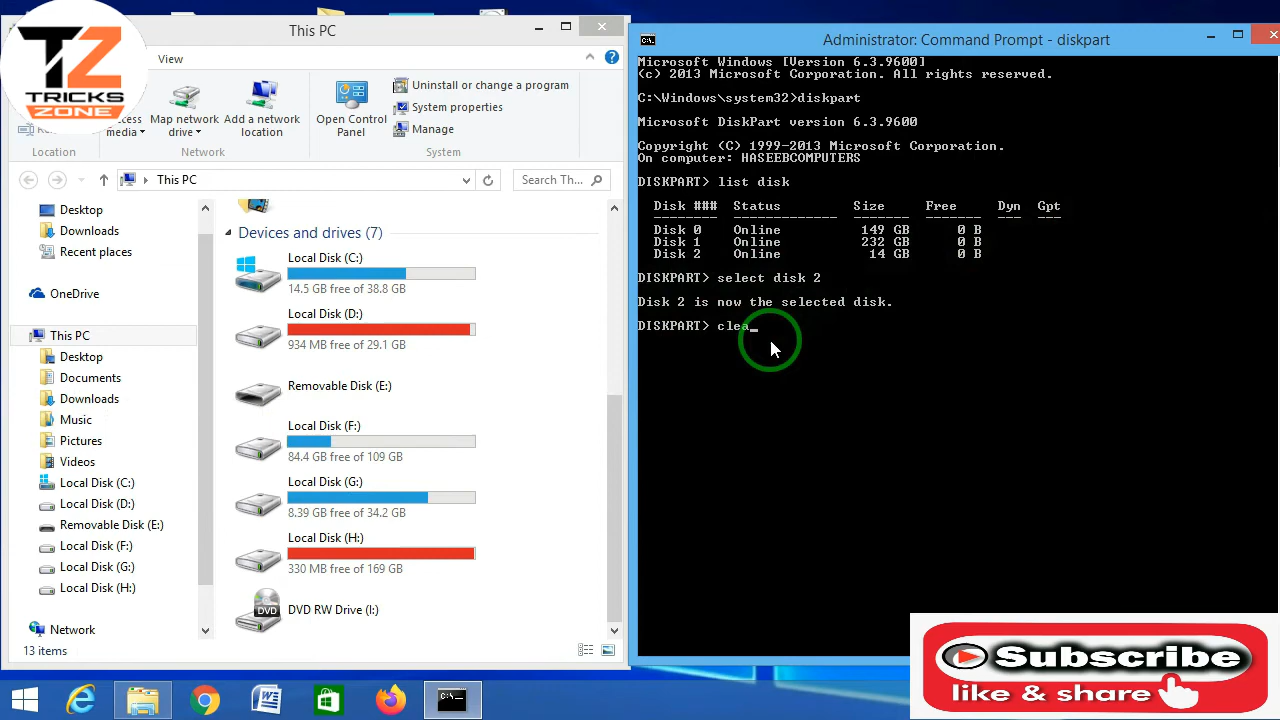 TZ
TRICKS
ZONE
This PC
View
media
Map network
drive
Add a network
location
Open Control
Panel
Uninstall or change a program
System properties
Manage
Location
Network
System
This PC
Search Th...
Desktop
Downloads
Recent places
OneDrive
This PC
Desktop
Documents
Downloads
Music
Pictures
Videos
Local Disk (C:)
Local Disk (D:)
Removable Disk (E:)
Local Disk (F:)
Local Disk (G:)
Local Disk (H:)
Network
13 items
Devices and drives (7)
Local Disk (C:)
14.5 GB free of 38.8 GB
Local Disk (D:)
934 MB free of 29.1 GB
Removable Disk (E:)
Local Disk (F:)
84.4 GB free of 109 GB
Local Disk (G:)
8.39 GB free of 34.2 GB
Local Disk (H:)
330 MB free of 169 GB
DVD
DVD RW Drive (I:)
Administrator: Command Prompt - diskpart
Microsoft Windows [Version 6.3.9600]
(c) 2013 Microsoft Corporation. All rights reserved.
C:\Windows\system32>diskpart
Microsoft DiskPart version 6.3.9600
Copyright (C) 1999-2013 Microsoft Corporation.
On computer: HASEEBCOMPUTERS
DISKPART> list disk
Disk ### Status Size Free Dyn Gpt
Disk 0 Online 149 GB 0 B
Disk 1 Online 232 GB 0 B
Disk 2 Online 14 GB 0 B
DISKPART> select disk 2
Disk 2 is now the selected disk.
DISKPART> clea_
Subscribe
like & share